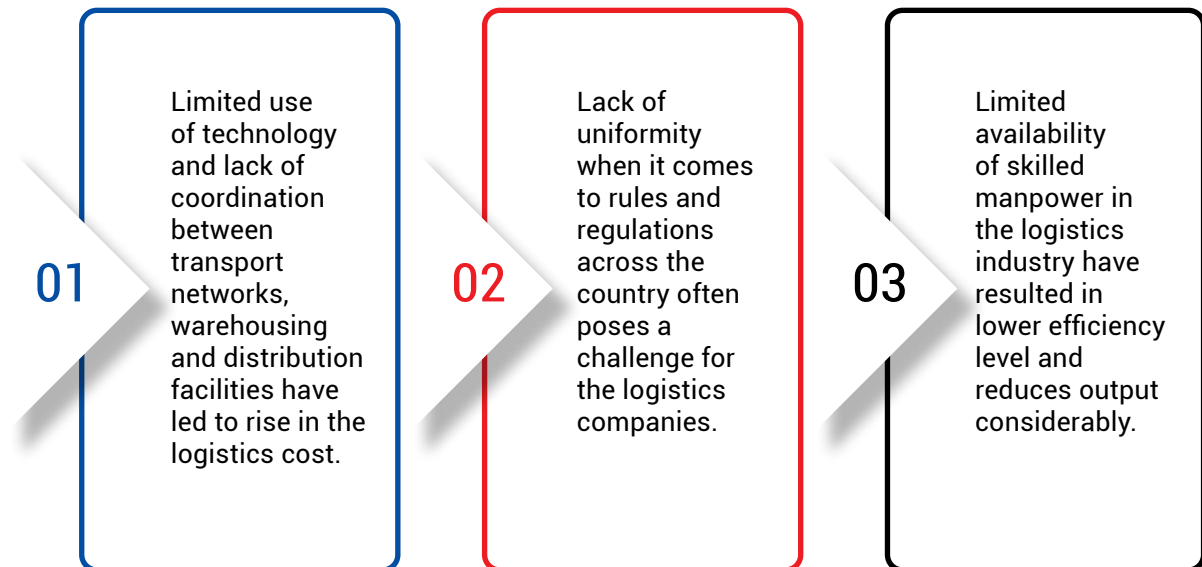 01
Limited use
of technology
and lack of
coordination
between
transport
networks,
warehousing
and distribution
facilities have
led to rise in the
logistics cost.
02
Lack of
uniformity
when it comes
to rules and
regulations
across the
country often
poses a
challenge for
the logistics
companies.
03
Limited
availability
of skilled
manpower in
the logistics
industry have
resulted in
lower efficiency
level and
reduces output
considerably.